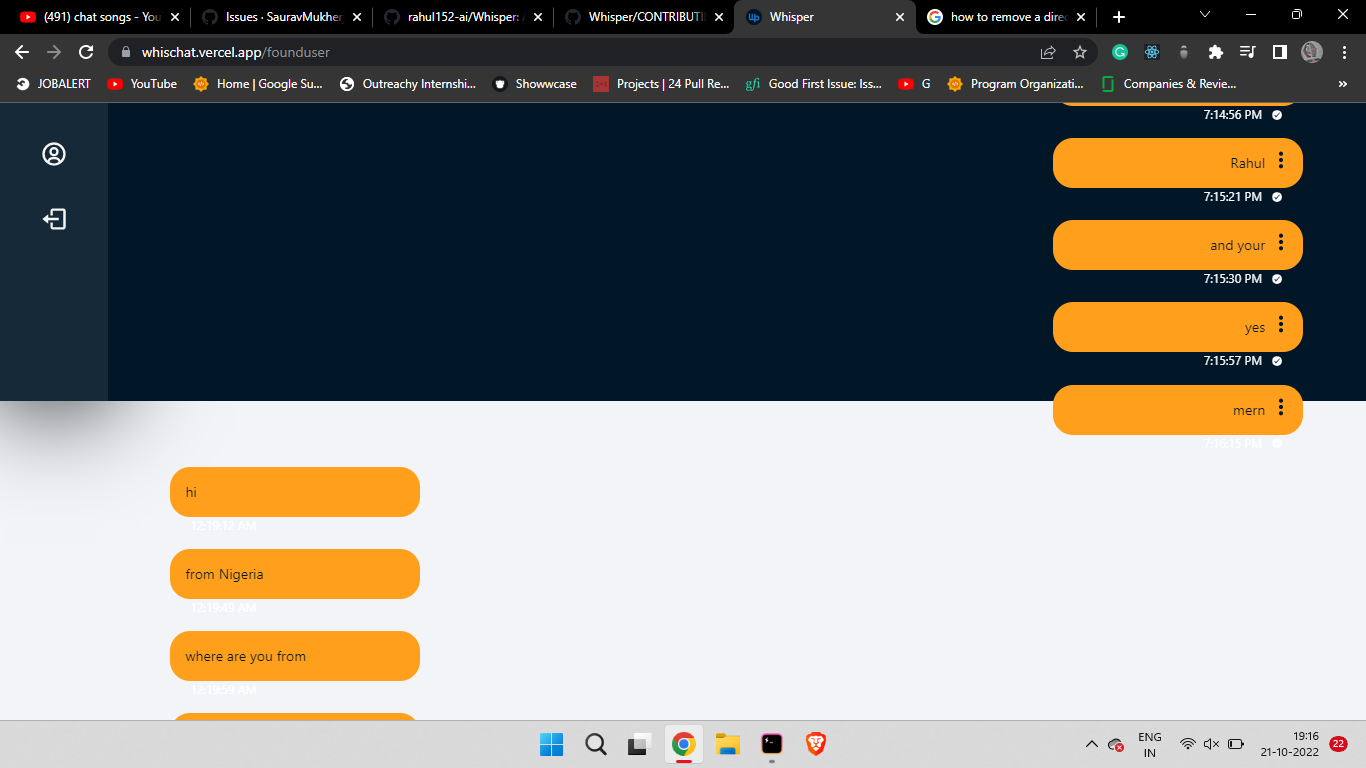 (491) chat songs - You
Issues · SauravMukher
rahul152-ai/Whisper: A
Whisper/CONTRIBUTI
Whisper
how to remove a direc
whischat.vercel.app/founduser
JOBALERT
YouTube
Home | Google Su...
Outreachy Internshi...
Showwcase
Projects | 24 Pull Re...
gfi Good First Issue: Iss...
G
Program Organizati...
Companies & Revie...
»
7:14:56 PM
Rahul
7:15:21 PM
and your
7:15:30 PM
yes
7:15:57 PM
mern
7:16:15 PM
hi
12:19:12 AM
from Nigeria
12:19:49 AM
where are you from
12:19:59 AM
ENG
IN
19:16
21-10-2022
22